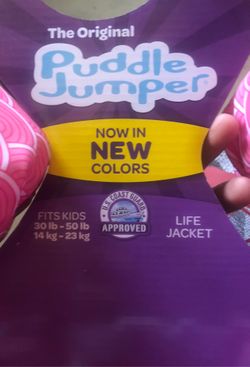 The Original
Puddle
Jumper
NOW IN
NEW
COLORS
FITS KIDS
30 lb - 50 lb
14 kg - 23 kg
U.S. COAST GUARD
APPROVED
LIFE
JACKET